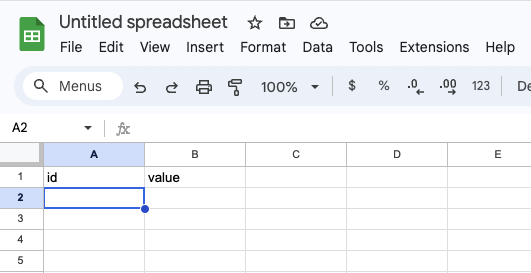 Untitled spreadsheet
File Edit View Insert Format Data Tools Extensions Help
Menus 100% $ % .0 .00 123 De
A2 fx
A B C D E
1 id value
2
3
4
5